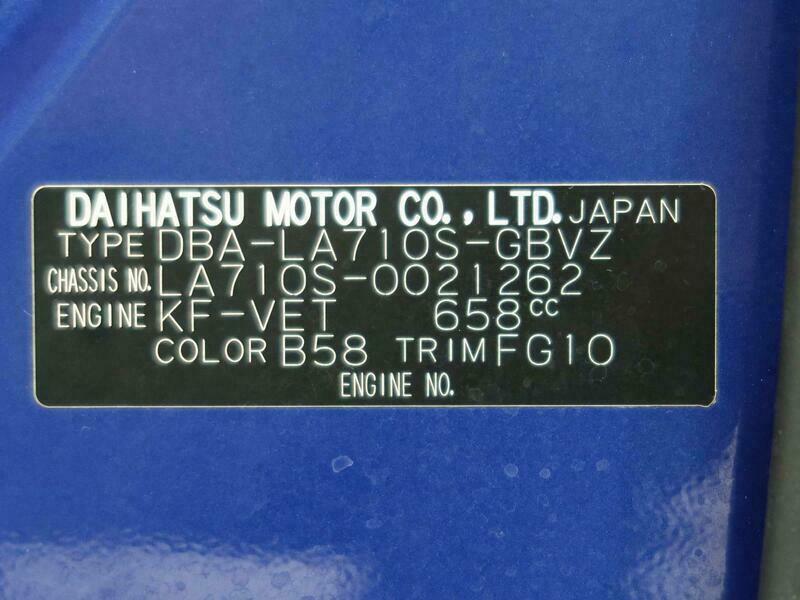 DAIHATSU MOTOR CO., LTD. JAPAN
TYPE DBA-LA710S-GBVZ
CHASSIS NO. LA710S-0021262
ENGINE KF-VET 658cc
COLOR B58 TRIM FG10
ENGINE NO.